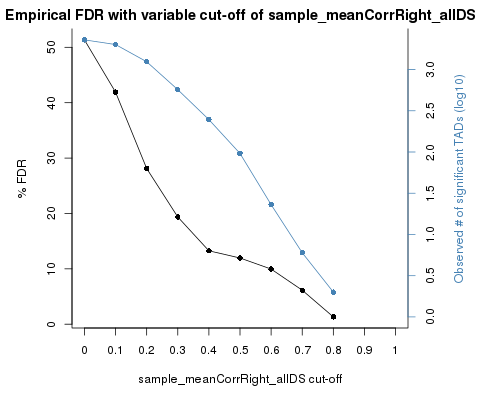 Empirical FDR with variable cut-off of sample_meanCorrRight_allDS
% FDR
50
40
30
20
10
0
3.0
2.5
2.0
1.5
1.0
0.5
0.0
Observed # of significant TADs (log10)
0 0.1 0.2 0.3 0.4 0.5 0.6 0.7 0.8 0.9 1
sample_meanCorrRight_allDS cut-off